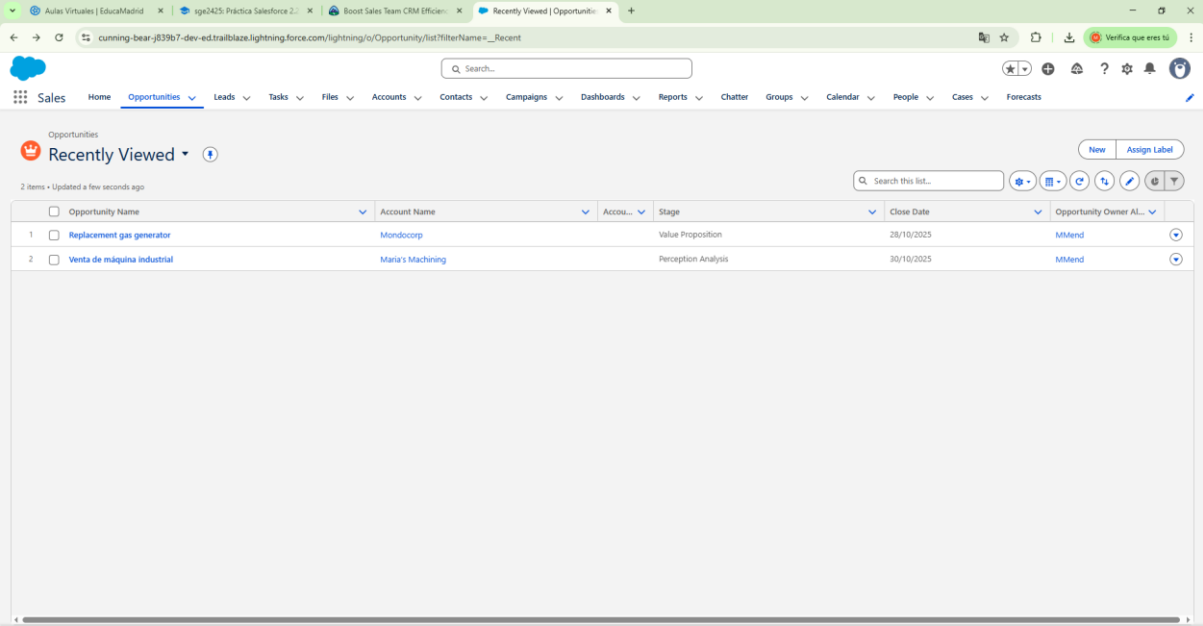 Aulas Virtuales | EducaMadrid
sge2425: Práctica Salesforce 2.2
Boost Sales Team CRM Efficienc
Recently Viewed | Opportunitie
cunning-bear-j839b7-dev-ed.trailblaze.lightning.force.com/lightning/o/Opportunity/list?filterName=__Recent
Verifica que eres tú
Search...
Sales Home Opportunities Leads Tasks Files Accounts Contacts Campaigns Dashboards Reports Chatter Groups Calendar People Cases Forecasts
Opportunities
Recently Viewed
New Assign Label
2 items • Updated a few seconds ago
Search this list...
Opportunity Name Account Name Accou... Stage Close Date Opportunity Owner Al...
1 Replacement gas generator Mondocorp Value Proposition 28/10/2025 MMend
2 Venta de máquina industrial Maria's Machining Perception Analysis 30/10/2025 MMend